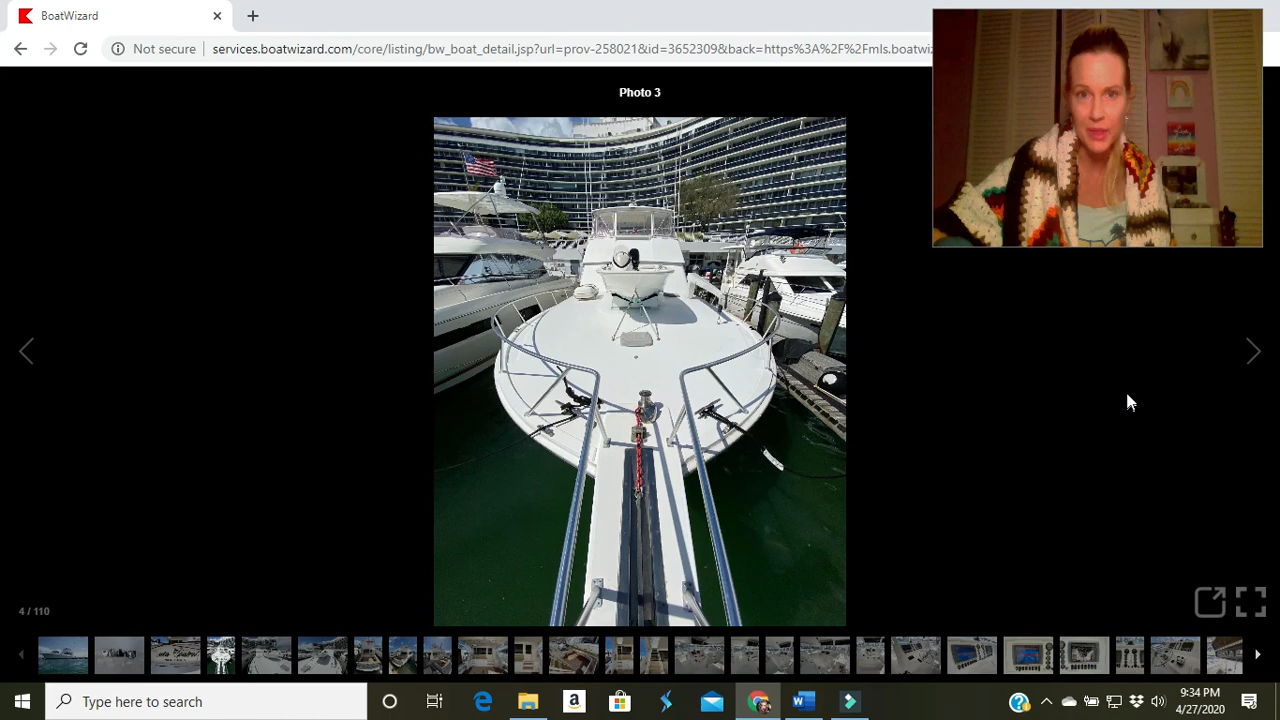 BoatWizard
Not secure
services.boatwizard.com/core/listing/bw_boat_detail.jsp?url=prov-258021&id=3652309&back=https%3A%2F%2Fmls.boatwiz
Photo 3
4 / 110
Type here to search
9:34 PM
4/27/2020